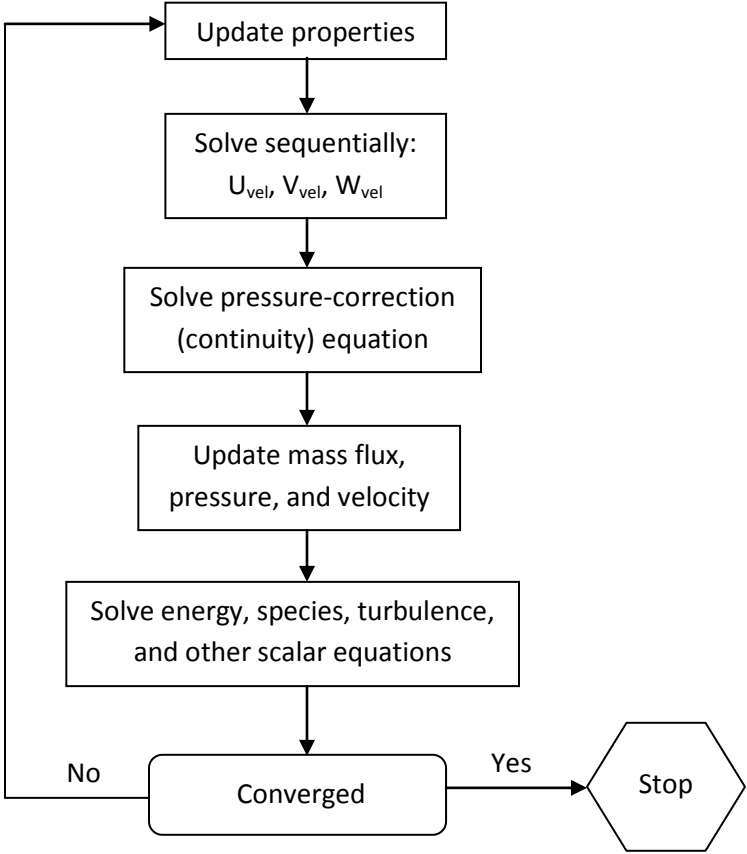 Update properties
Solve sequentially:
Uvel, Vvel, Wvel
Solve pressure-correction
(continuity) equation
Update mass flux,
pressure, and velocity
Solve energy, species, turbulence,
and other scalar equations
No
Converged
Yes
Stop